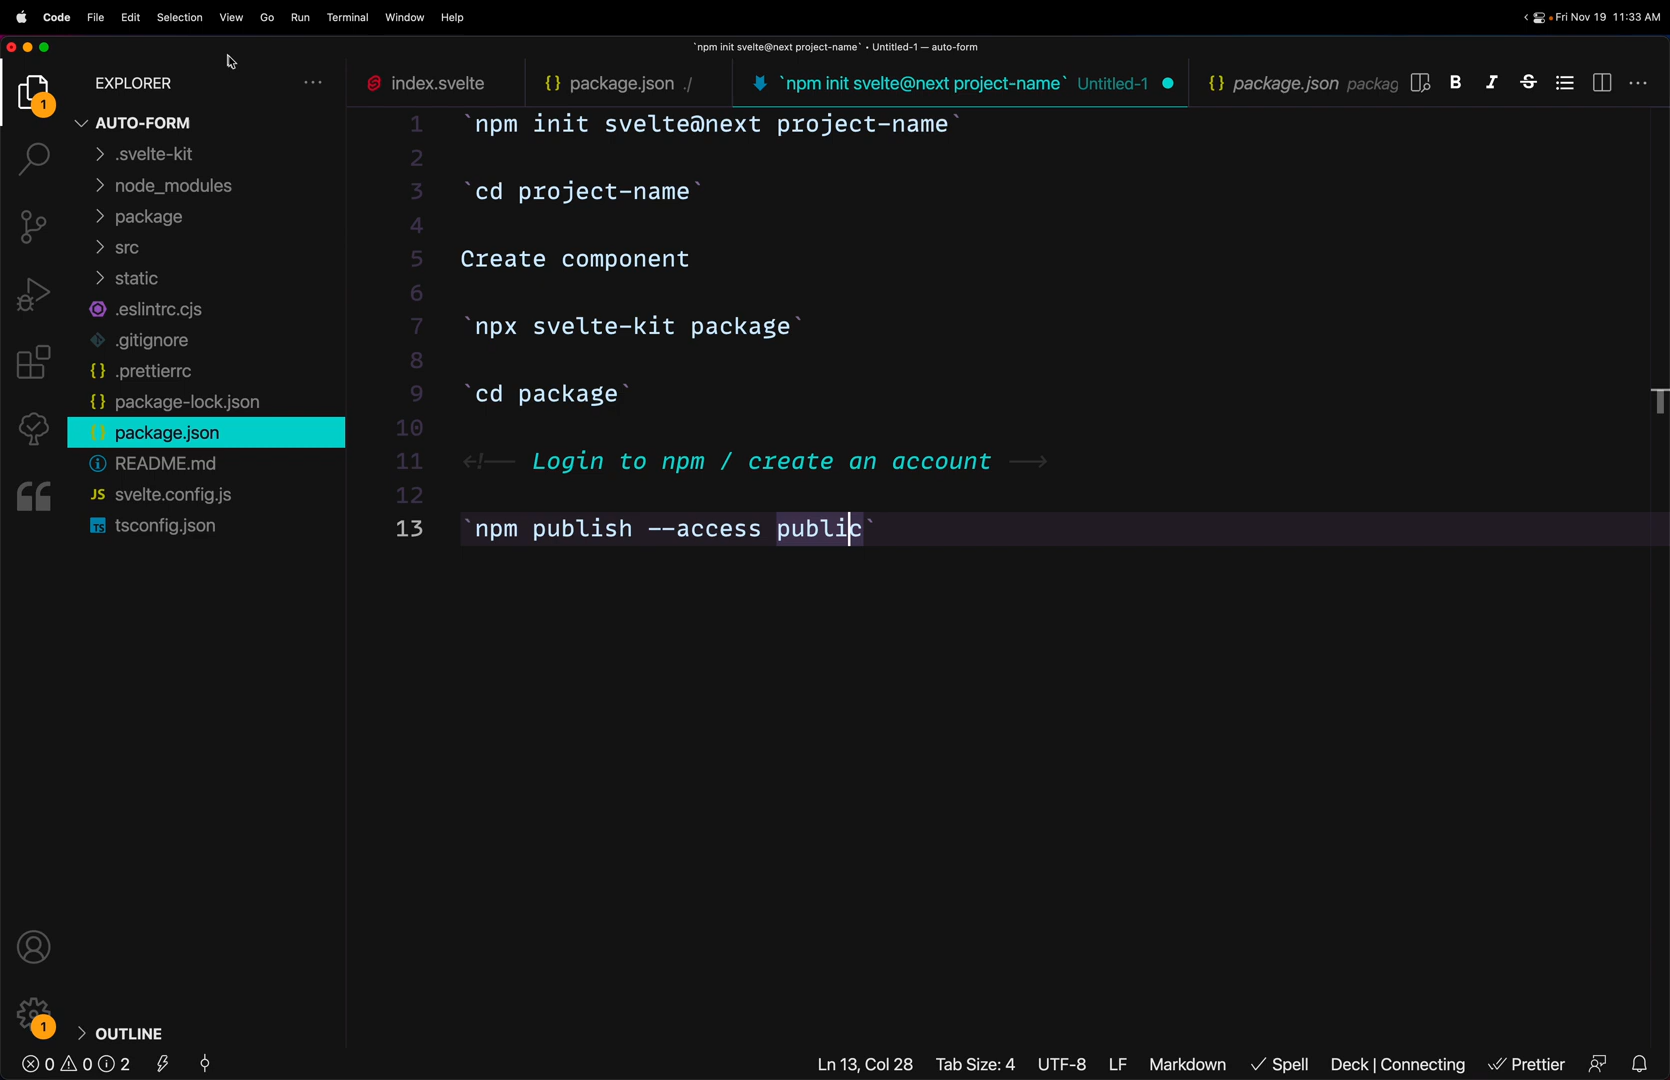 Code File Edit Selection View Go Run Terminal Window Help
Fri Nov 19 11:33 AM
`npm init svelte@next project-name` • Untitled-1 — auto-form
EXPLORER
index.svelte
{} package.json ./
`npm init svelte@next project-name` Untitled-1
{} package.json packag
B I S
AUTO-FORM
.svelte-kit
node_modules
package
src
static
.eslintrc.cjs
.gitignore
{} .prettierrc
{} package-lock.json
{} package.json
README.md
JS svelte.config.js
TS tsconfig.json
1 `npm init svelte@next project-name`
2
3 `cd project-name`
4
5 Create component
6
7 `npx svelte-kit package`
8
9 `cd package`
10
11 <!-- Login to npm / create an account -->
12
13 `npm publish --access public`
T
1
1
OUTLINE
0 0 2
Ln 13, Col 28 Tab Size: 4 UTF-8 LF Markdown Spell Deck | Connecting Prettier